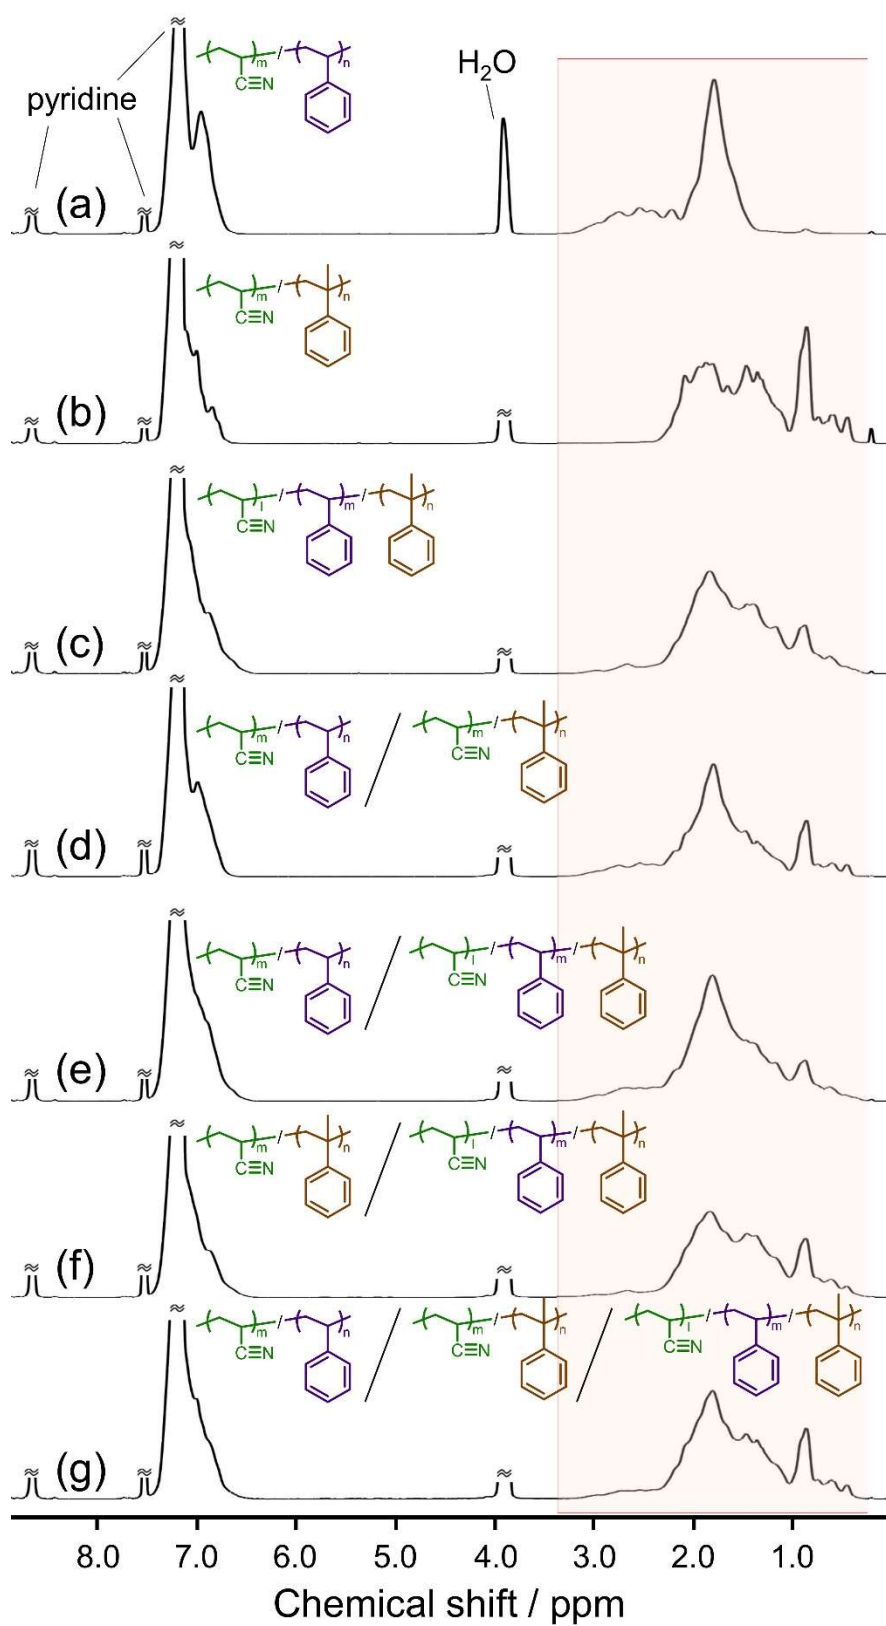 m / n
C≡N
H₂O
pyridine
(a)
m / n
C≡N
(b)
l / m / n
C≡N
(c)
m / n / m / n
C≡N C≡N
(d)
m / n / l / m / n
C≡N C≡N
(e)
m / n / l / m / n
C≡N C≡N
(f)
m / n / m / n / l / m / n
C≡N C≡N C≡N
(g)
8.0 7.0 6.0 5.0 4.0 3.0 2.0 1.0
Chemical shift / ppm